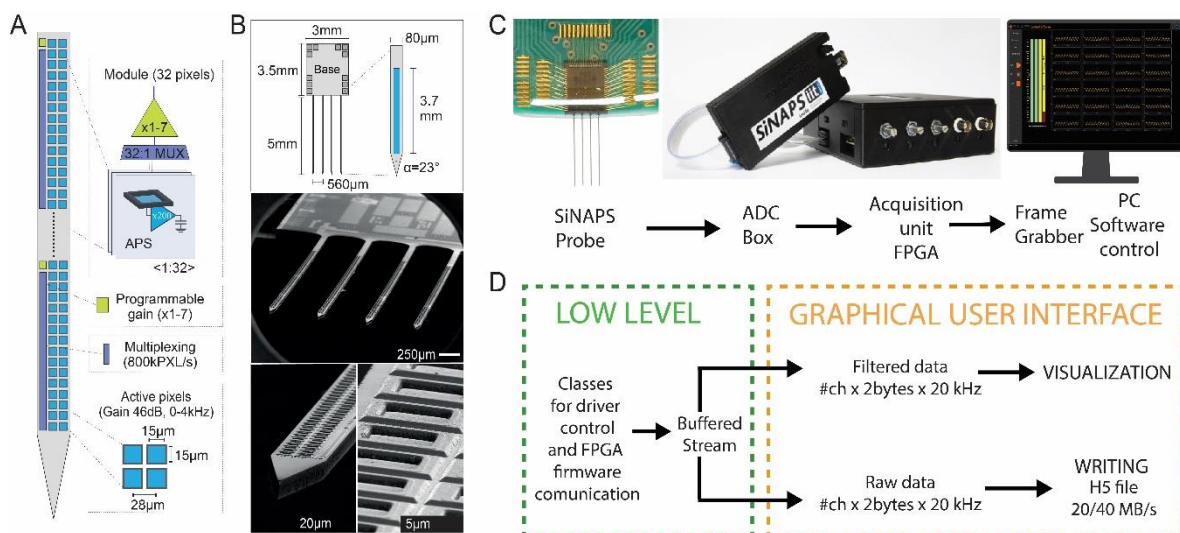 A
Module (32 pixels)
x1-7
32:1 MUX
x200
APS
<1:32>
Programmable
gain (x1-7)
Multiplexing
(800kPXL/s)
Active pixels
(Gain 46dB, 0-4kHz)
15μm
15μm
28μm
B
3mm
80μm
3.5mm
Base
3.7
mm
5mm
α=23°
560μm
250μm
20μm
5μm
C
SiNAPS
SiNAPS
Probe
ADC
Box
Acquisition
unit
FPGA
Frame
Grabber
PC
Software
control
D
LOW LEVEL
Classes
for driver
control
and FPGA
firmware
comunication
Buffered
Stream
GRAPHICAL USER INTERFACE
Filtered data
#ch x 2bytes x 20 kHz
VISUALIZATION
Raw data
#ch x 2bytes x 20 kHz
WRITING
H5 file
20/40 MB/s